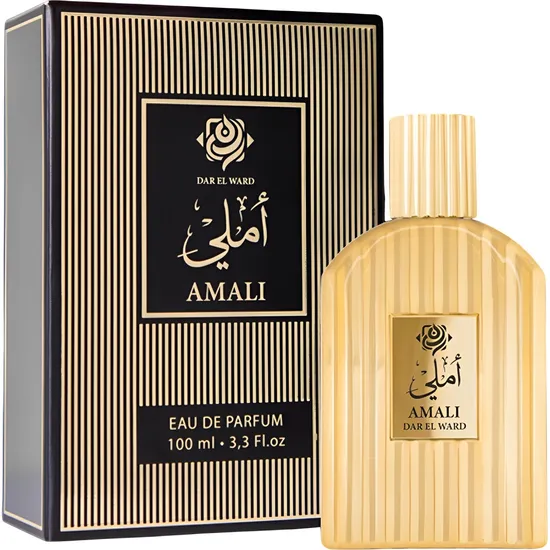 DAR EL WARD
أملي
AMALI
EAU DE PARFUM
100 ml • 3,3 Fl.oz
أملي
AMALI
DAR EL WARD